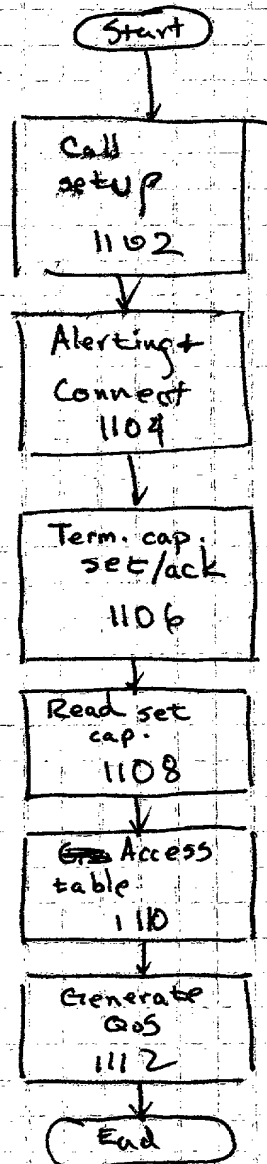 Start
Call
setup
1102
Alerting +
Connect
1104
Term. cap.
set/ack
1106
Read set
cap.
1108
Access
table
1110
Generate
QoS
1112
End